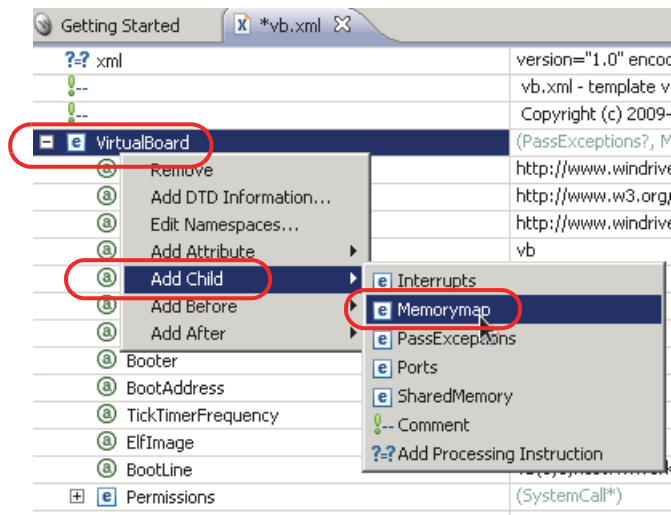 Getting Started
*vb.xml
?=? xml version="1.0" encod
!-- vb.xml - template v
!-- Copyright (c) 2009-
VirtualBoard (PassExceptions?, M
Remove http://www.windrive
Add DTD Information... http://www.w3.org/
Edit Namespaces... http://www.windrive
Add Attribute vb
Add Child
Interrupts
Add Before
Memorymap
Add After
PassExceptions
Booter
Ports
BootAddress
SharedMemory
TickTimerFrequency
!-- Comment
ElfImage
?=? Add Processing Instruction
BootLine
Permissions (SystemCall*)